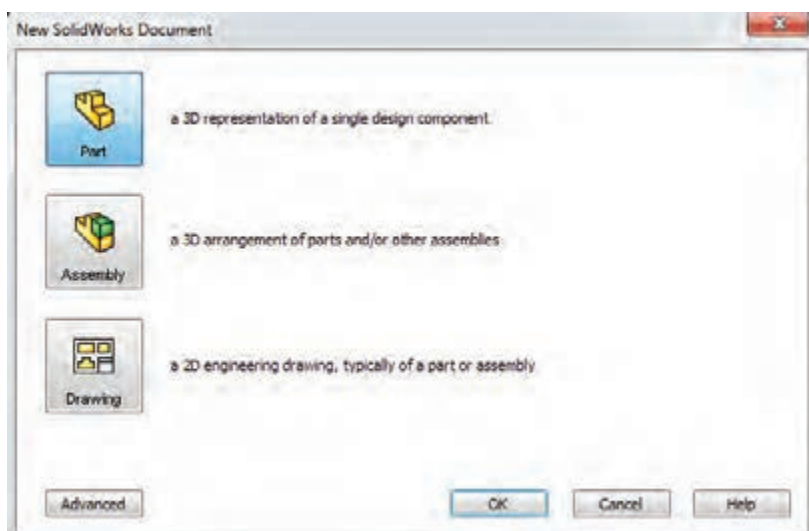 New SolidWorks Document
a 3D representation of a single design component
Part
a 3D arrangement of parts and/or other assemblies
Assembly
a 2D engineering drawing, typically of a part or assembly
Drawing
Advanced OK Cancel Help